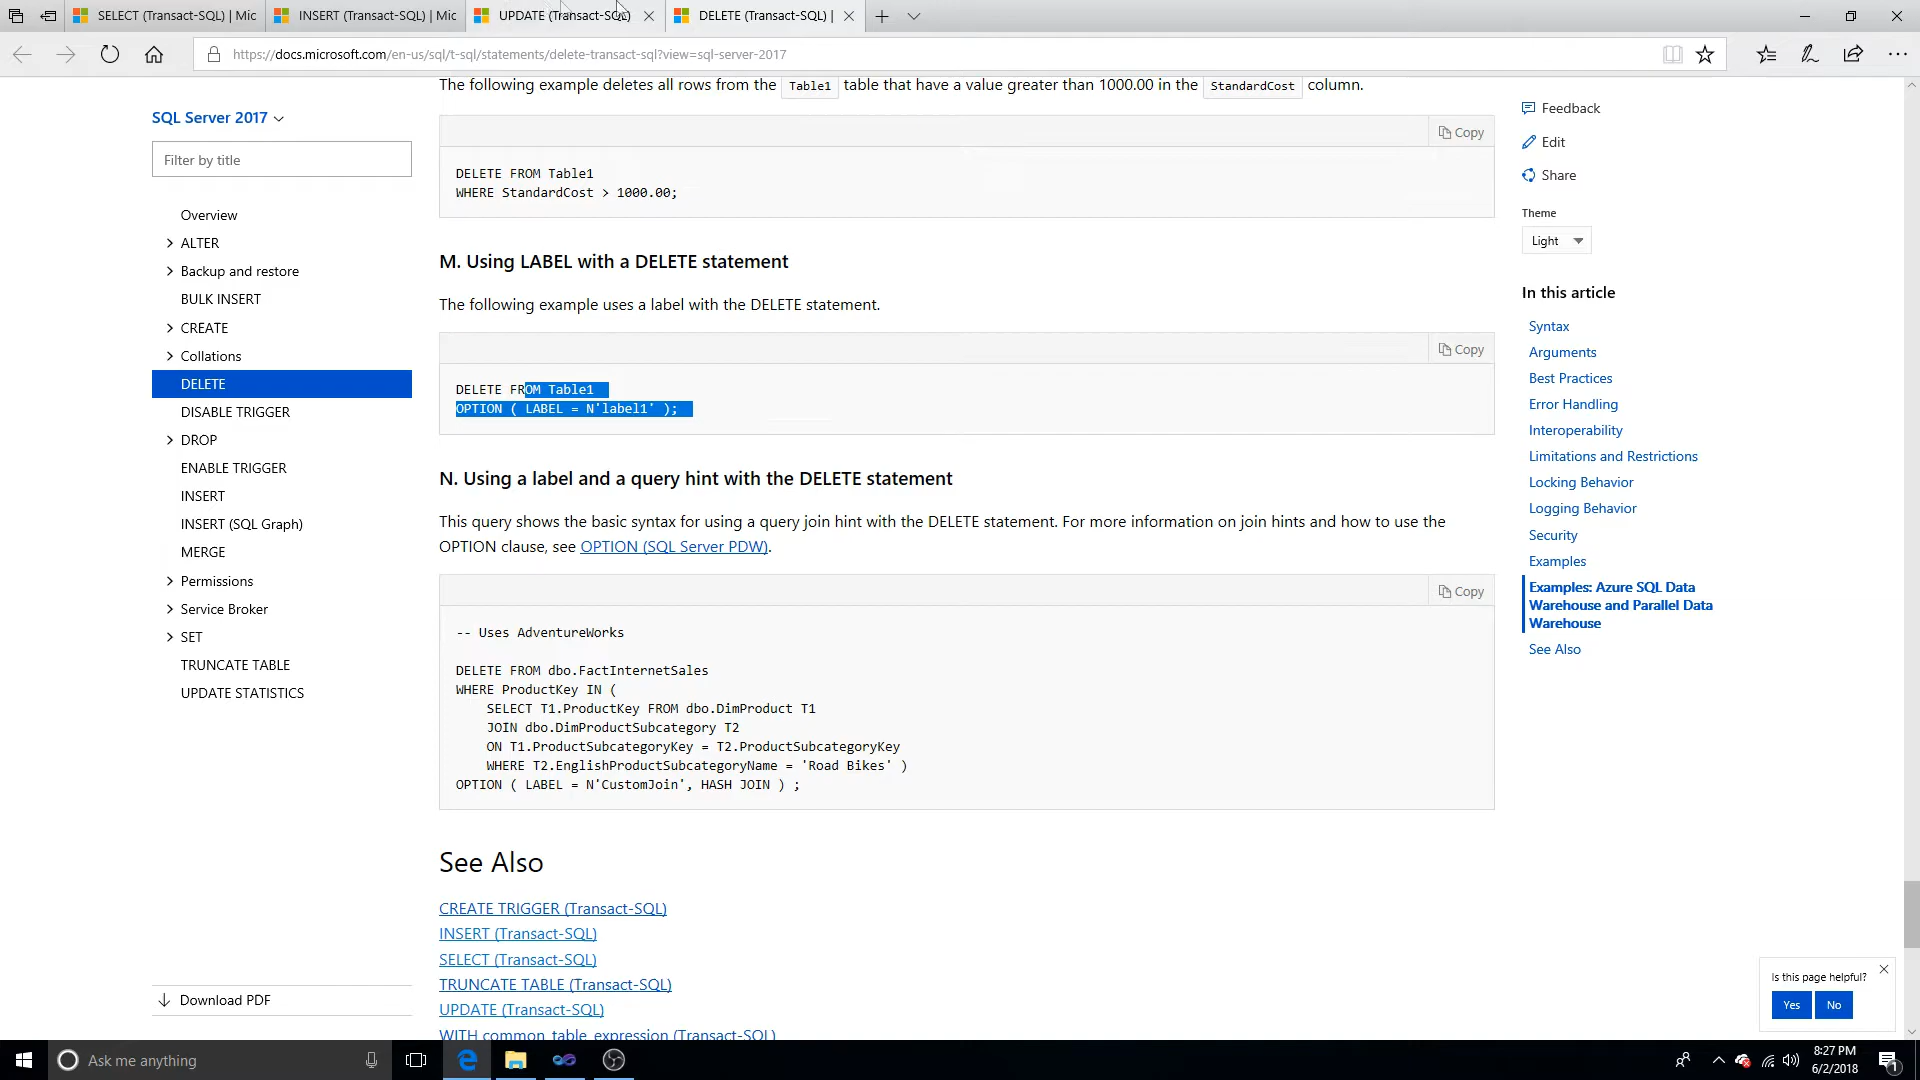 SELECT (Transact-SQL) | Mic
INSERT (Transact-SQL) | Mic
UPDATE (Transact-SQL)
DELETE (Transact-SQL) |
https://docs.microsoft.com/en-us/sql/t-sql/statements/delete-transact-sql?view=sql-server-2017
SQL Server 2017
Filter by title
Overview
ALTER
Backup and restore
BULK INSERT
CREATE
Collations
DELETE
DISABLE TRIGGER
DROP
ENABLE TRIGGER
INSERT
INSERT (SQL Graph)
MERGE
Permissions
Service Broker
SET
TRUNCATE TABLE
UPDATE STATISTICS
Download PDF
The following example deletes all rows from the Table1 table that have a value greater than 1000.00 in the StandardCost column.
Copy
DELETE FROM Table1
WHERE StandardCost > 1000.00;
M. Using LABEL with a DELETE statement
The following example uses a label with the DELETE statement.
Copy
DELETE FROM Table1
OPTION ( LABEL = N'label1' );
N. Using a label and a query hint with the DELETE statement
This query shows the basic syntax for using a query join hint with the DELETE statement. For more information on join hints and how to use the
OPTION clause, see OPTION (SQL Server PDW).
Copy
-- Uses AdventureWorks
DELETE FROM dbo.FactInternetSales
WHERE ProductKey IN (
SELECT T1.ProductKey FROM dbo.DimProduct T1
JOIN dbo.DimProductSubcategory T2
ON T1.ProductSubcategoryKey = T2.ProductSubcategoryKey
WHERE T2.EnglishProductSubcategoryName = 'Road Bikes' )
OPTION ( LABEL = N'CustomJoin', HASH JOIN ) ;
See Also
CREATE TRIGGER (Transact-SQL)
INSERT (Transact-SQL)
SELECT (Transact-SQL)
TRUNCATE TABLE (Transact-SQL)
UPDATE (Transact-SQL)
WITH common_table_expression (Transact-SQL)
Feedback
Edit
Share
Theme
Light
In this article
Syntax
Arguments
Best Practices
Error Handling
Interoperability
Limitations and Restrictions
Locking Behavior
Logging Behavior
Security
Examples
Examples: Azure SQL Data
Warehouse and Parallel Data
Warehouse
See Also
Is this page helpful?
Yes
No
Ask me anything
8:27 PM
6/2/2018
1